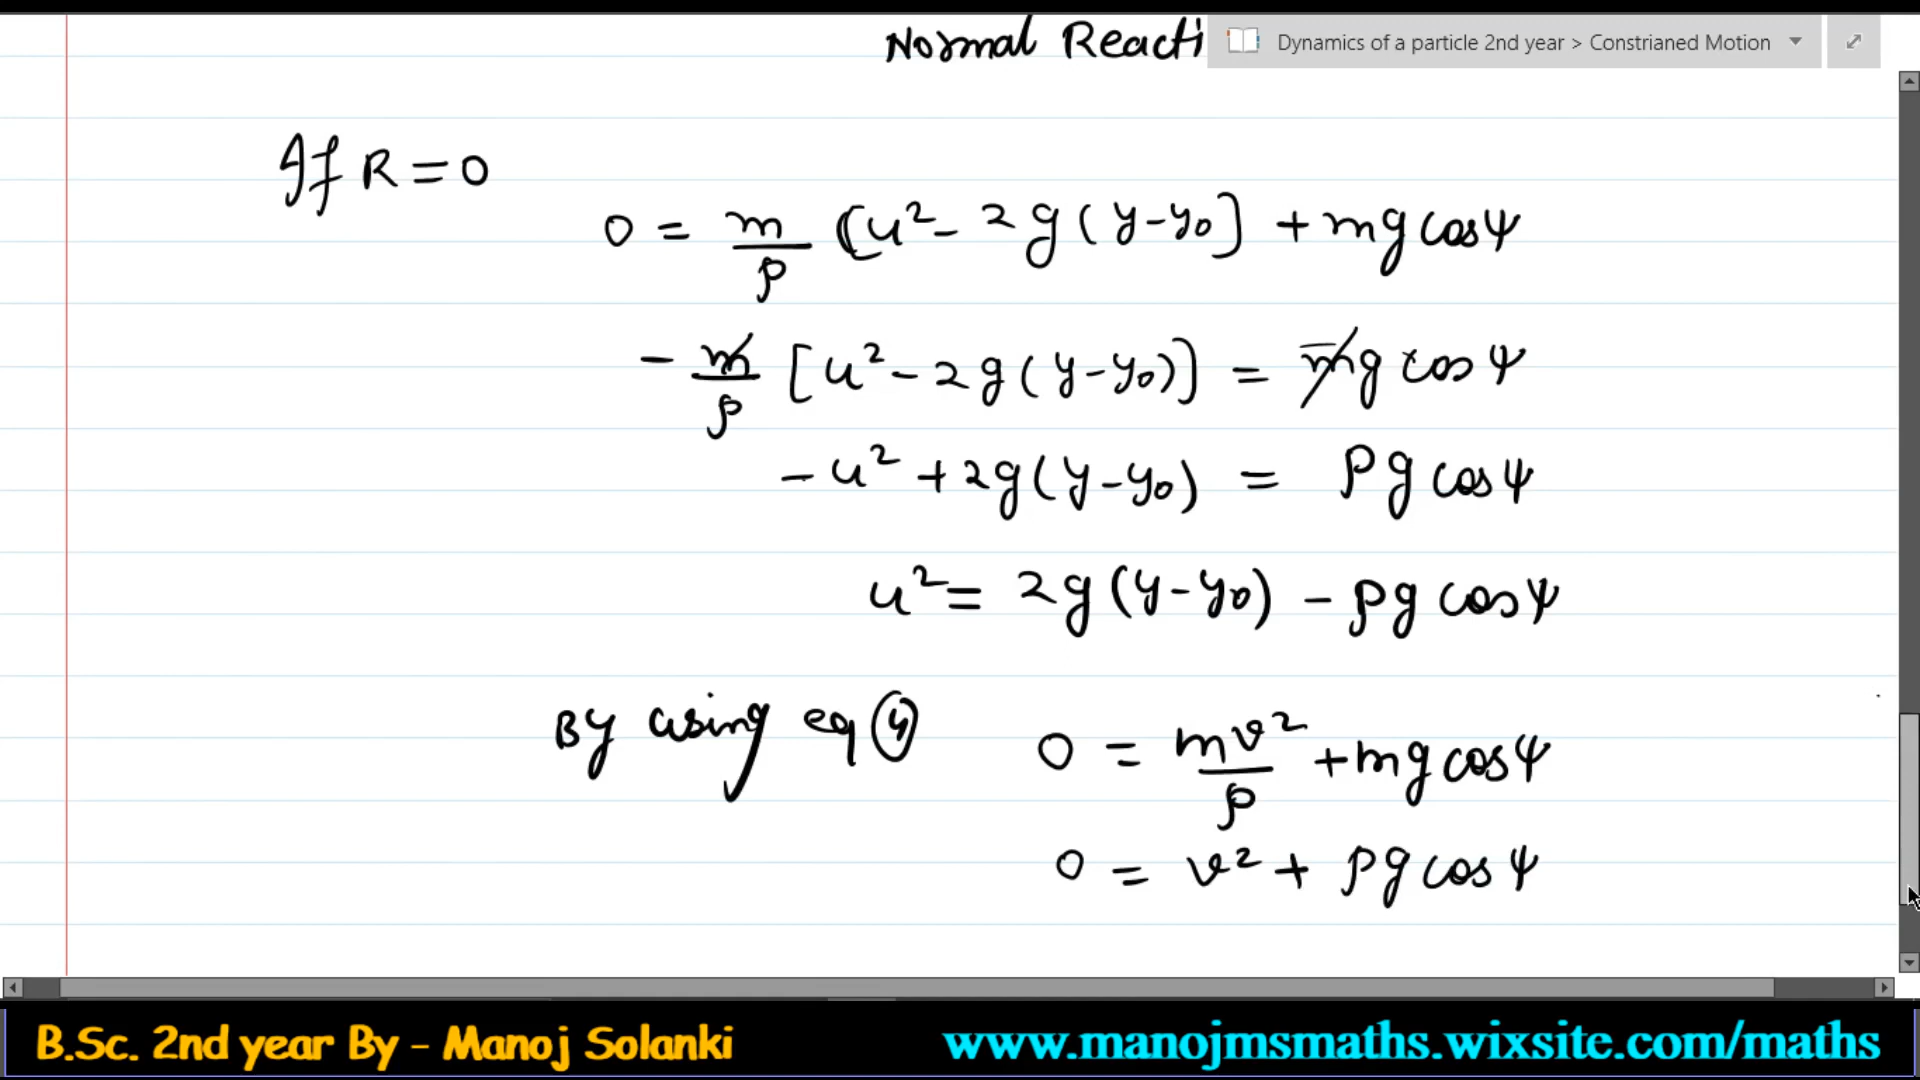 Normal Reacti
Dynamics of a particle 2nd year > Constrianed Motion
If R = 0
0 = m/ρ [u² - 2g(y-y₀] + mg cosψ
- m/ρ [u² - 2g(y-y₀)] = mg cosψ
- u² + 2g(y-y₀) = ρg cosψ
u² = 2g(y-y₀) - ρg cosψ
By using eq ④ 0 = mv²/ρ + mg cosψ
0 = v² + ρg cosψ
B.Sc. 2nd year By - Manoj Solanki
www.manojmsmaths.wixsite.com/maths